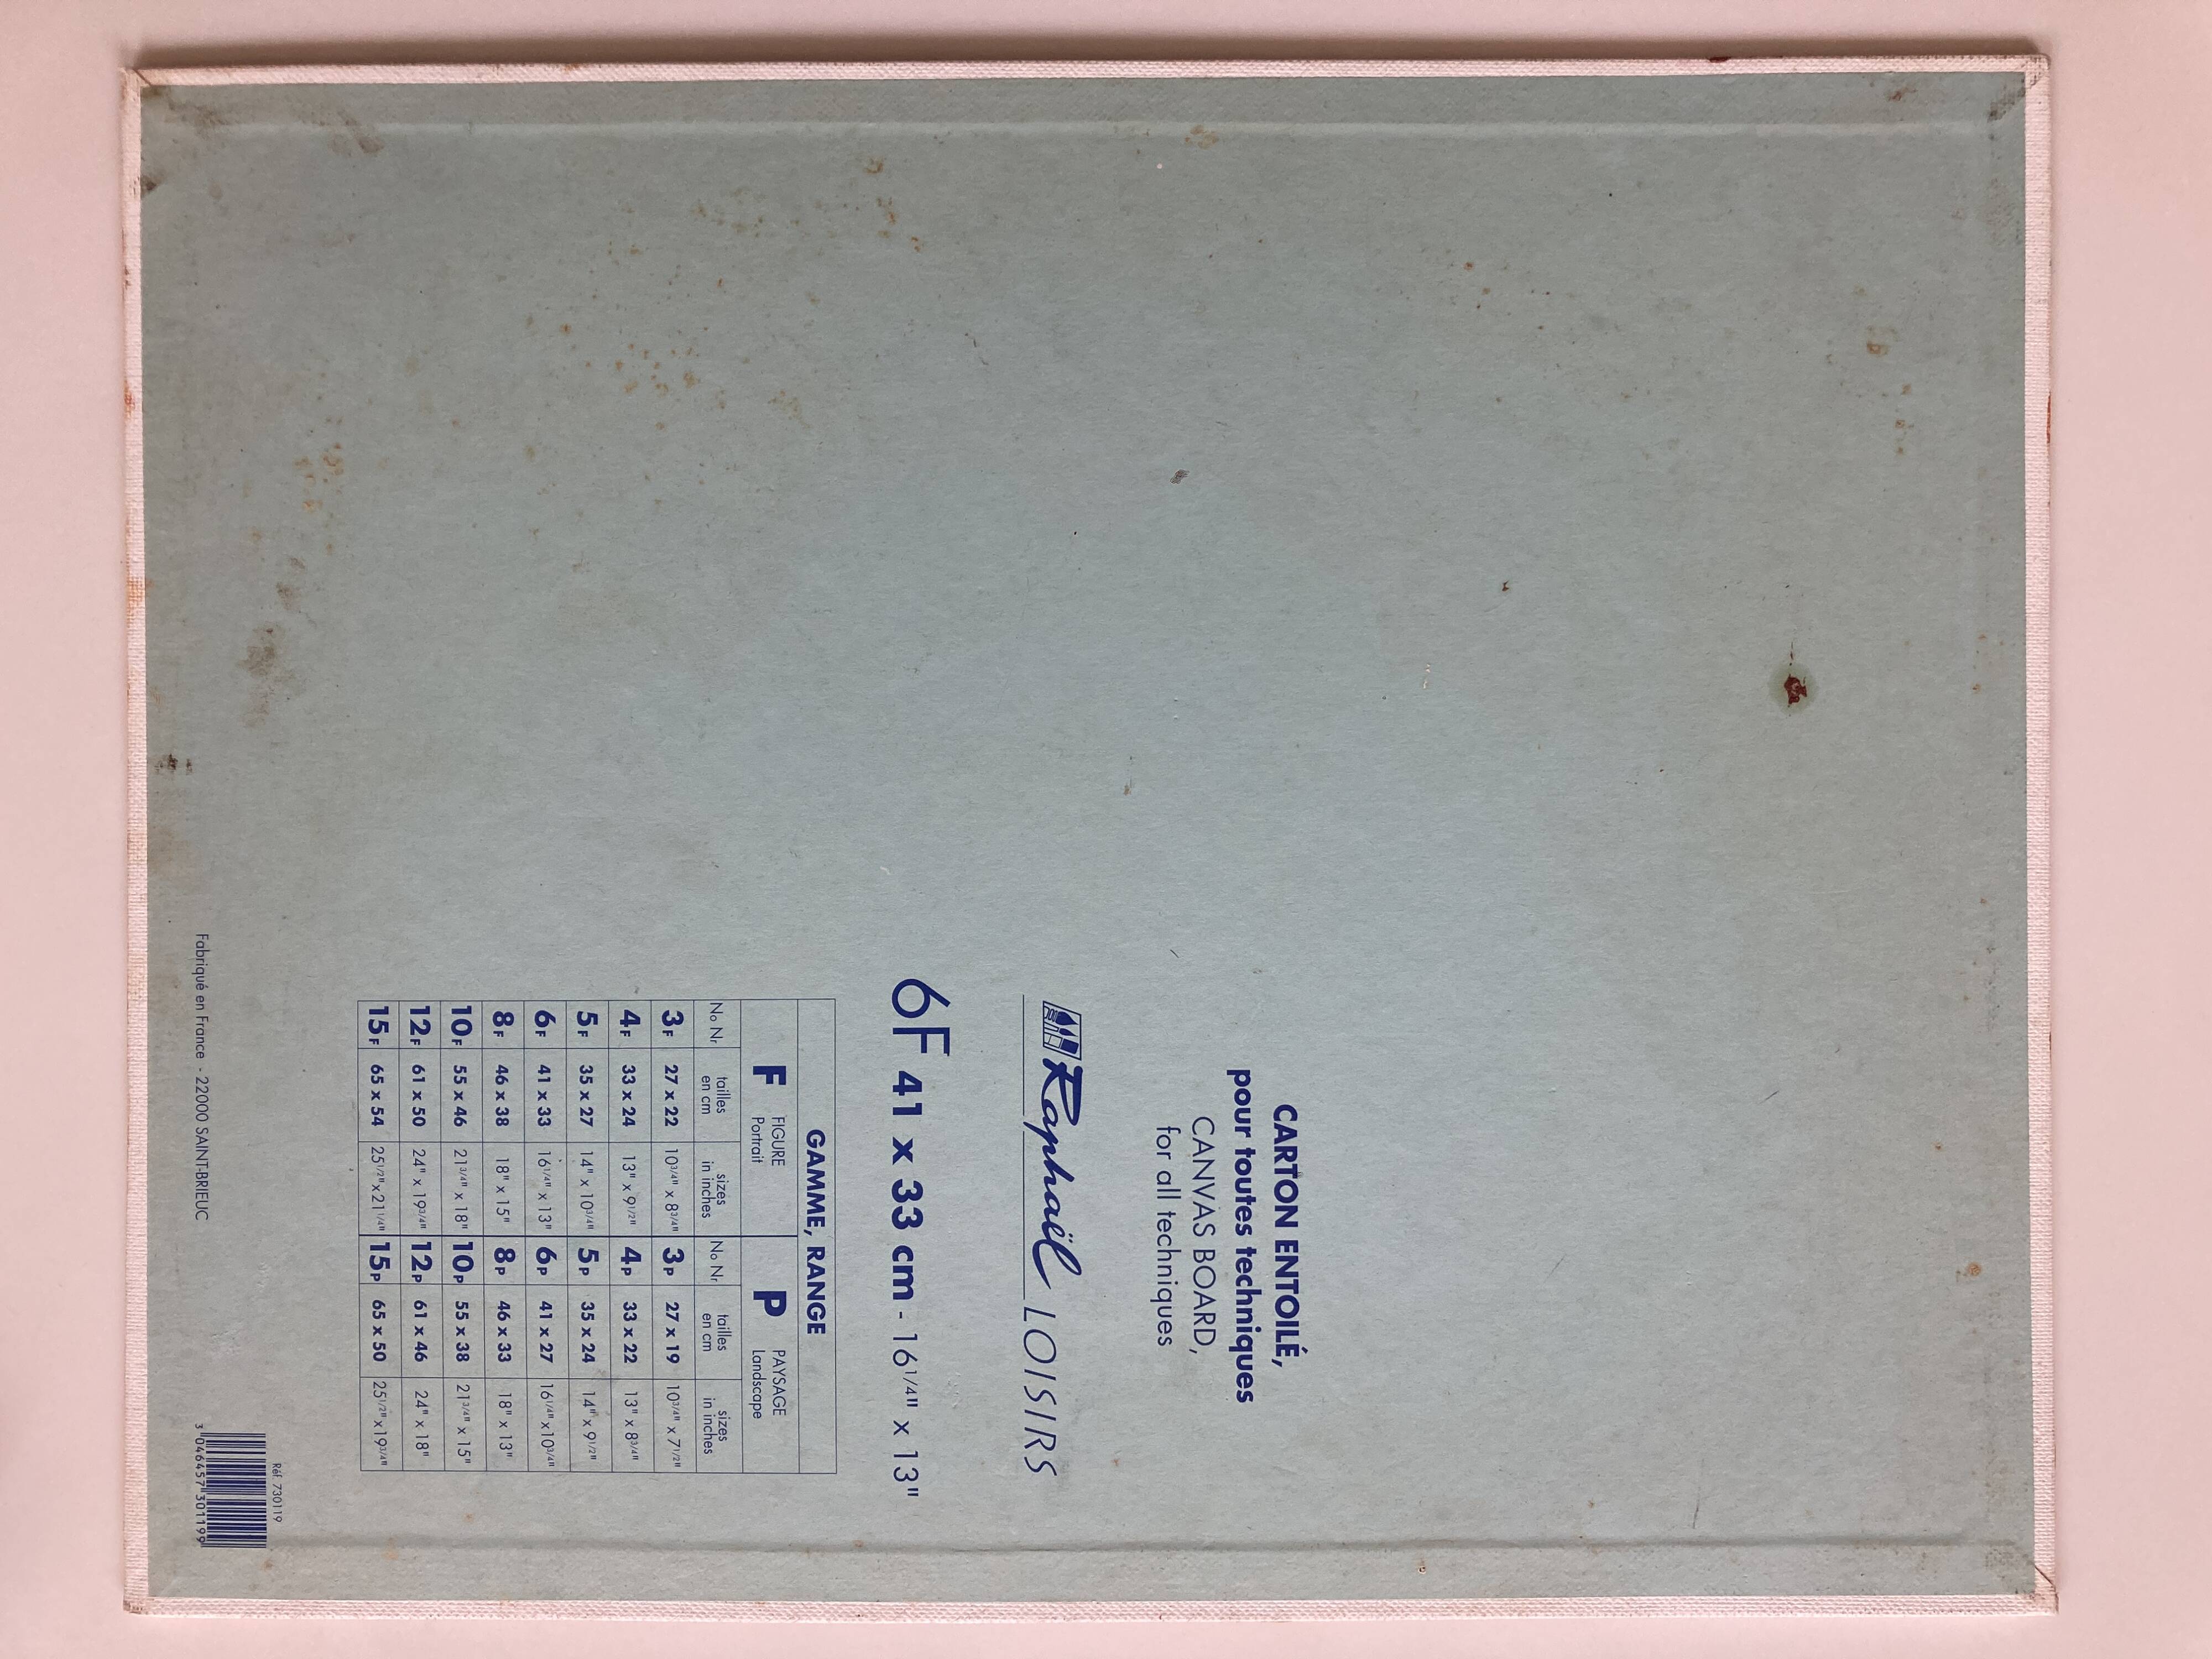 CARTON ENTOILÉ,
pour toutes techniques
CANVAS BOARD,
for all techniques
Raphaël LOISIRS
6F 41 x 33 cm - 16 1/4" x 13"
GAMME, RANGE
F FIGURE Portrait P PAYSAGE Landscape
No Nr tailles en cm sizes in inches No Nr tailles en cm sizes in inches
3F 27 x 22 10 3/4" x 8 3/4" 3P 27 x 19 10 3/4" x 7 1/2"
4F 33 x 24 13" x 9 1/2" 4P 33 x 22 13" x 8 3/4"
5F 35 x 27 14" x 10 3/4" 5P 35 x 24 14" x 9 1/2"
6F 41 x 33 16 1/4" x 13" 6P 41 x 27 16 1/4" x 10 3/4"
8F 46 x 38 18" x 15" 8P 46 x 33 18" x 13"
10F 55 x 46 21 3/4" x 18" 10P 55 x 38 21 3/4" x 15"
12F 61 x 50 24" x 19 3/4" 12P 61 x 46 24" x 18"
15F 65 x 54 25 1/2" x 21 1/4" 15P 65 x 50 25 1/2" x 19 3/4"
Réf. 730119
3 046457 301199
Fabriqué en France - 22000 SAINT-BRIEUC